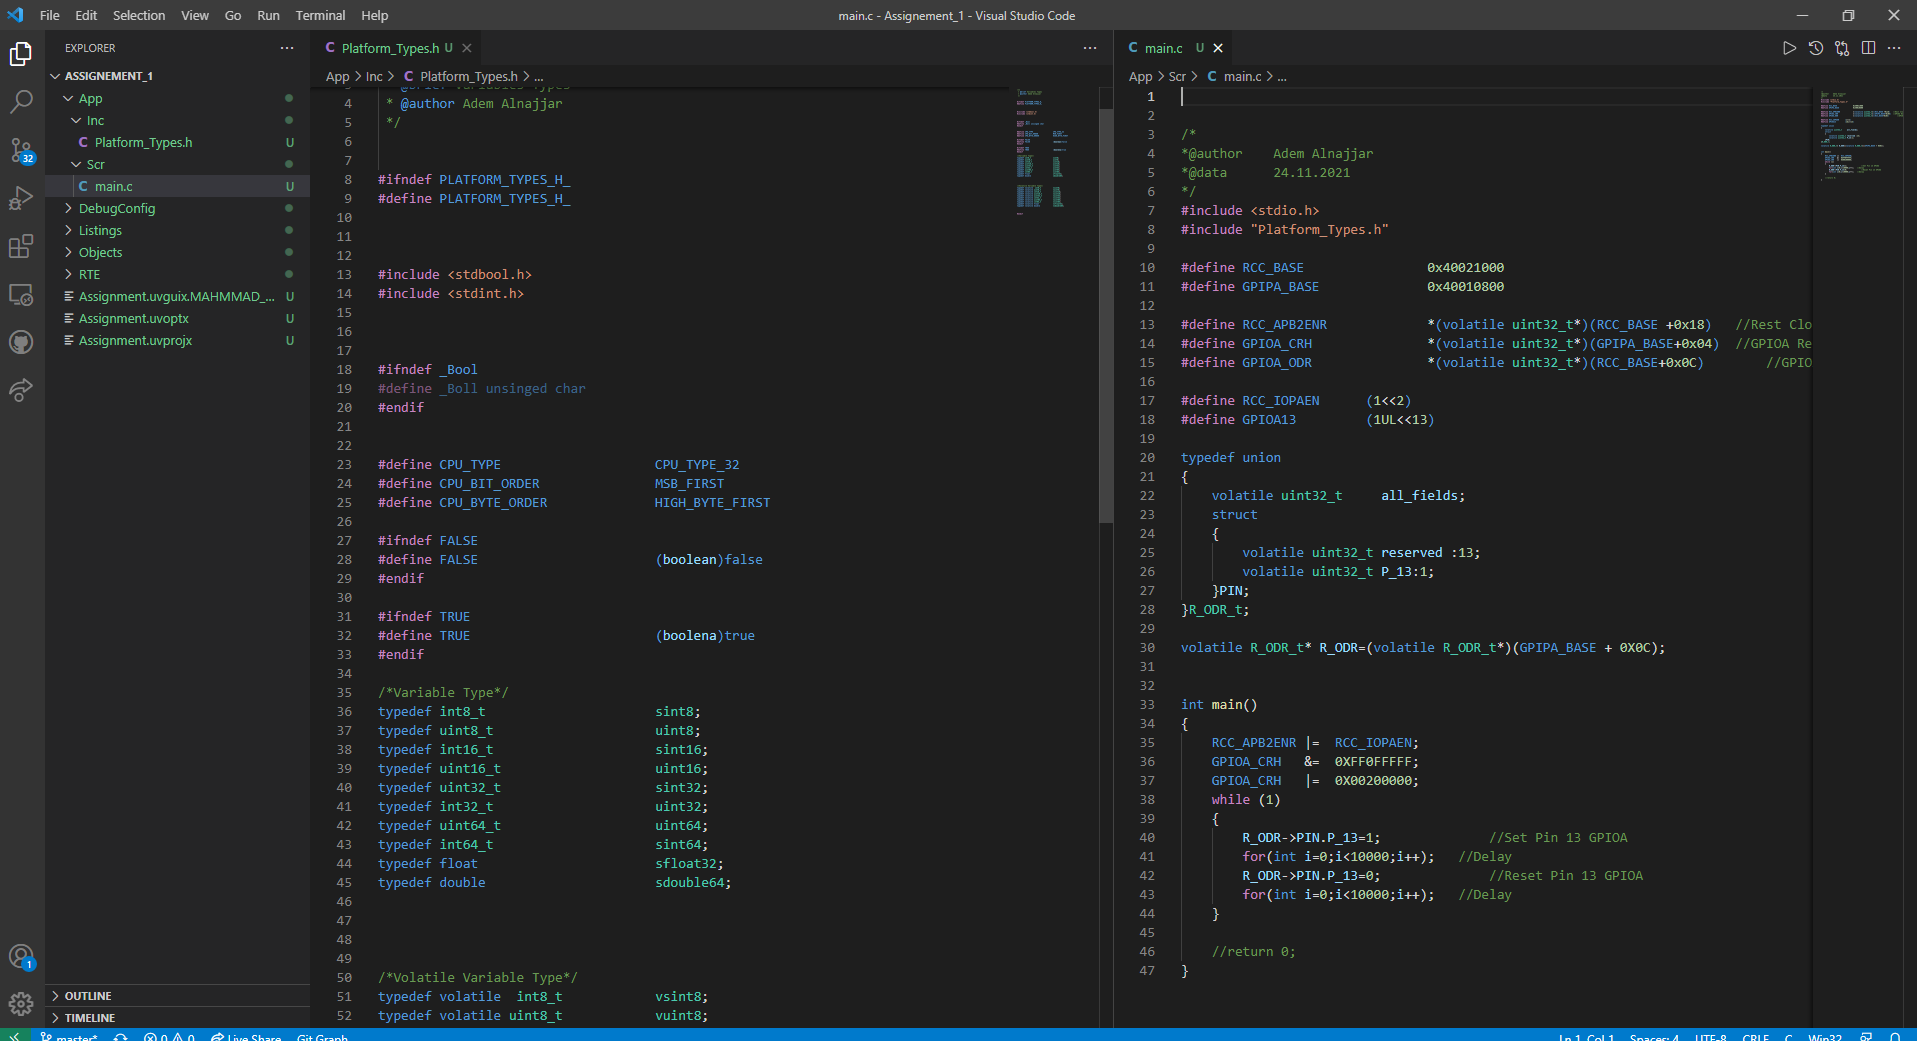 File Edit Selection View Go Run Terminal Help
main.c - Assignement_1 - Visual Studio Code
EXPLORER
ASSIGNEMENT_1
App
Inc
C Platform_Types.h U
Scr
C main.c U
DebugConfig
Listings
Objects
RTE
Assignment.uvguix.MAHMMAD_... U
Assignment.uvoptx U
Assignment.uvprojx U
OUTLINE
TIMELINE
32
1
C Platform_Types.h U
App > Inc > C Platform_Types.h > ...
3 * @brief Variables Types
4 * @author Adem Alnajjar
5 */
6
7
8 #ifndef PLATFORM_TYPES_H_
9 #define PLATFORM_TYPES_H_
10
11
12
13 #include <stdbool.h>
14 #include <stdint.h>
15
16
17
18 #ifndef _Bool
19 #define _Boll unsinged char
20 #endif
21
22
23 #define CPU_TYPE CPU_TYPE_32
24 #define CPU_BIT_ORDER MSB_FIRST
25 #define CPU_BYTE_ORDER HIGH_BYTE_FIRST
26
27 #ifndef FALSE
28 #define FALSE (boolean)false
29 #endif
30
31 #ifndef TRUE
32 #define TRUE (boolena)true
33 #endif
34
35 /*Variable Type*/
36 typedef int8_t sint8;
37 typedef uint8_t uint8;
38 typedef int16_t sint16;
39 typedef uint16_t uint16;
40 typedef uint32_t sint32;
41 typedef int32_t uint32;
42 typedef uint64_t uint64;
43 typedef int64_t sint64;
44 typedef float sfloat32;
45 typedef double sdouble64;
46
47
48
49
50 /*Volatile Variable Type*/
51 typedef volatile int8_t vsint8;
52 typedef volatile uint8_t vuint8;
C main.c U
App > Scr > C main.c > ...
1
2
3 /*
4 *@author Adem Alnajjar
5 *@data 24.11.2021
6 */
7 #include <stdio.h>
8 #include "Platform_Types.h"
9
10 #define RCC_BASE 0x40021000
11 #define GPIPA_BASE 0x40010800
12
13 #define RCC_APB2ENR *(volatile uint32_t*)(RCC_BASE +0x18) //Rest Clo
14 #define GPIOA_CRH *(volatile uint32_t*)(GPIPA_BASE+0x04) //GPIOA Re
15 #define GPIOA_ODR *(volatile uint32_t*)(RCC_BASE+0x0C) //GPIO
16
17 #define RCC_IOPAEN (1<<2)
18 #define GPIOA13 (1UL<<13)
19
20 typedef union
21 {
22 volatile uint32_t all_fields;
23 struct
24 {
25 volatile uint32_t reserved :13;
26 volatile uint32_t P_13:1;
27 }PIN;
28 }R_ODR_t;
29
30 volatile R_ODR_t* R_ODR=(volatile R_ODR_t*)(GPIPA_BASE + 0X0C);
31
32
33 int main()
34 {
35 RCC_APB2ENR |= RCC_IOPAEN;
36 GPIOA_CRH &= 0XFF0FFFFF;
37 GPIOA_CRH |= 0X00200000;
38 while (1)
39 {
40 R_ODR->PIN.P_13=1; //Set Pin 13 GPIOA
41 for(int i=0;i<10000;i++); //Delay
42 R_ODR->PIN.P_13=0; //Reset Pin 13 GPIOA
43 for(int i=0;i<10000;i++); //Delay
44 }
45
46 //return 0;
47 }
master* 0 0 Live Share Git Graph
Ln 1, Col 1 Spaces: 4 UTF-8 CRLF C Win32